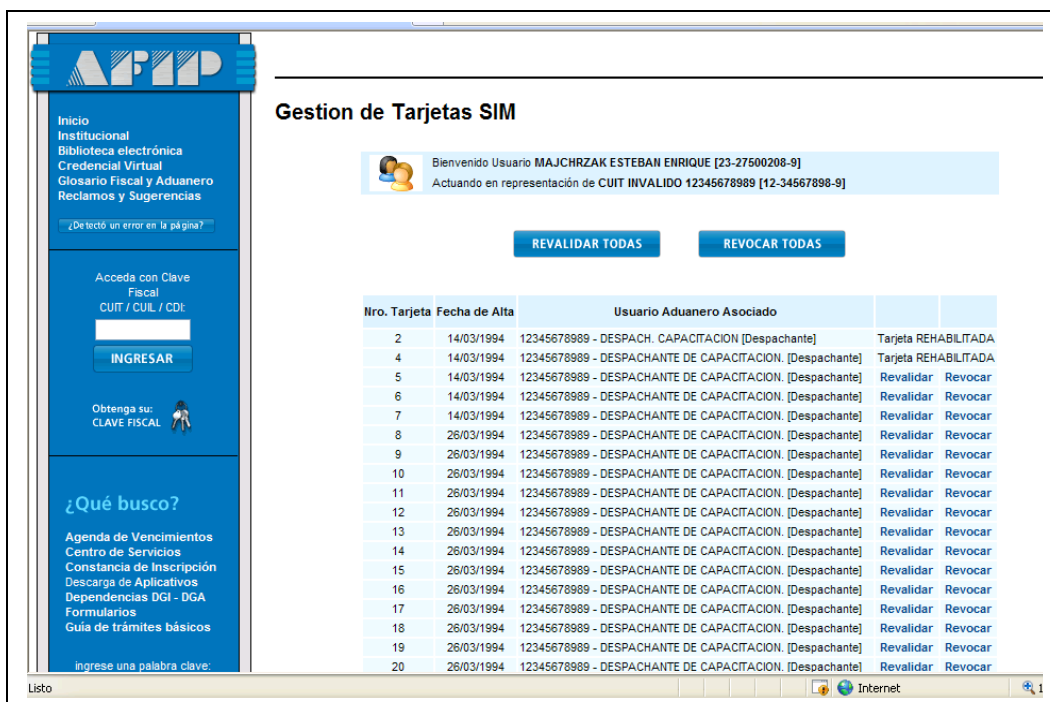 AFIP
Inicio
Institucional
Biblioteca electrónica
Credencial Virtual
Glosario Fiscal y Aduanero
Reclamos y Sugerencias
¿Detectó un error en la página?
Acceda con Clave
Fiscal
CUIT / CUIL / CDI:
INGRESAR
Obtenga su:
CLAVE FISCAL
¿Qué busco?
Agenda de Vencimientos
Centro de Servicios
Constancia de Inscripción
Descarga de Aplicativos
Dependencias DGI - DGA
Formularios
Guía de trámites básicos
ingrese una palabra clave:
Gestion de Tarjetas SIM
Bienvenido Usuario MAJCHRZAK ESTEBAN ENRIQUE [23-27500208-9]
Actuando en representación de CUIT INVALIDO 12345678989 [12-34567898-9]
REVALIDAR TODAS REVOCAR TODAS
Nro. Tarjeta Fecha de Alta Usuario Aduanero Asociado
2 14/03/1994 12345678989 - DESPACH. CAPACITACION [Despachante] Tarjeta REHABILITADA
4 14/03/1994 12345678989 - DESPACHANTE DE CAPACITACION. [Despachante] Tarjeta REHABILITADA
5 14/03/1994 12345678989 - DESPACHANTE DE CAPACITACION. [Despachante] Revalidar Revocar
6 14/03/1994 12345678989 - DESPACHANTE DE CAPACITACION. [Despachante] Revalidar Revocar
7 14/03/1994 12345678989 - DESPACHANTE DE CAPACITACION. [Despachante] Revalidar Revocar
8 26/03/1994 12345678989 - DESPACHANTE DE CAPACITACION. [Despachante] Revalidar Revocar
9 26/03/1994 12345678989 - DESPACHANTE DE CAPACITACION. [Despachante] Revalidar Revocar
10 26/03/1994 12345678989 - DESPACHANTE DE CAPACITACION. [Despachante] Revalidar Revocar
11 26/03/1994 12345678989 - DESPACHANTE DE CAPACITACION. [Despachante] Revalidar Revocar
12 26/03/1994 12345678989 - DESPACHANTE DE CAPACITACION. [Despachante] Revalidar Revocar
13 26/03/1994 12345678989 - DESPACHANTE DE CAPACITACION. [Despachante] Revalidar Revocar
14 26/03/1994 12345678989 - DESPACHANTE DE CAPACITACION. [Despachante] Revalidar Revocar
15 26/03/1994 12345678989 - DESPACHANTE DE CAPACITACION. [Despachante] Revalidar Revocar
16 26/03/1994 12345678989 - DESPACHANTE DE CAPACITACION. [Despachante] Revalidar Revocar
17 26/03/1994 12345678989 - DESPACHANTE DE CAPACITACION. [Despachante] Revalidar Revocar
18 26/03/1994 12345678989 - DESPACHANTE DE CAPACITACION. [Despachante] Revalidar Revocar
19 26/03/1994 12345678989 - DESPACHANTE DE CAPACITACION. [Despachante] Revalidar Revocar
20 26/03/1994 12345678989 - DESPACHANTE DE CAPACITACION. [Despachante] Revalidar Revocar
Listo Internet